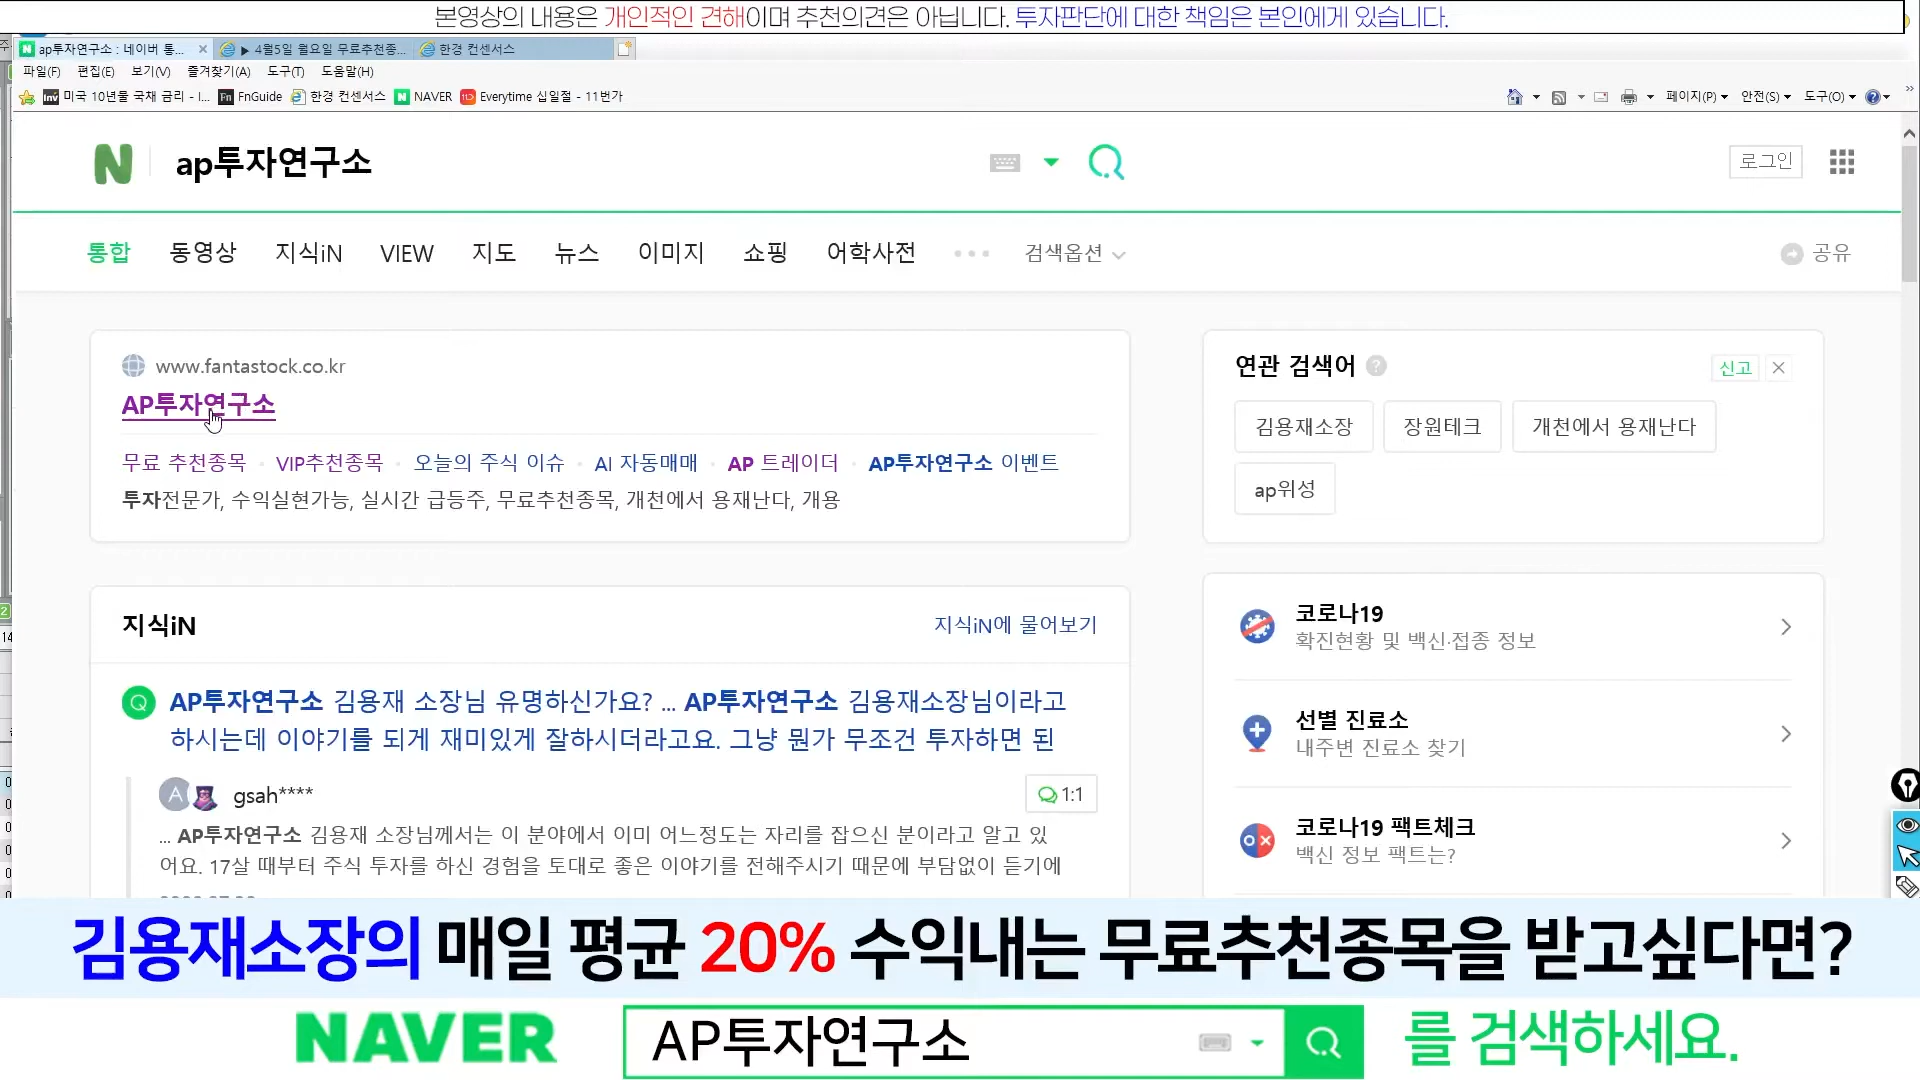 본영상의 내용은 개인적인 견해이며 추천의견은 아닙니다. 투자판단에 대한 책임은 본인에게 있습니다.
ap투자연구소 : 네이버 통...
▶ 4월5일 월요일 무료추천종...
한경 컨센서스
파일(F) 편집(E) 보기(V) 즐겨찾기(A) 도구(T) 도움말(H)
미국 10년물 국채 금리 - I... FnGuide 한경 컨센서스 NAVER Everytime 십일절 - 11번가
페이지(P) 안전(S) 도구(O)
N ap투자연구소
로그인
통합 동영상 지식iN VIEW 지도 뉴스 이미지 쇼핑 어학사전 검색옵션
공유
www.fantastock.co.kr
AP투자연구소
무료 추천종목 · VIP추천종목 · 오늘의 주식 이슈 · AI 자동매매 · AP 트레이더 · AP투자연구소 이벤트
투자전문가, 수익실현가능, 실시간 급등주, 무료추천종목, 개천에서 용재난다, 개용
연관 검색어
신고
김용재소장 장원테크 개천에서 용재난다
ap위성
지식iN
지식iN에 물어보기
AP투자연구소 김용재 소장님 유명하신가요? ... AP투자연구소 김용재소장님이라고
하시는데 이야기를 되게 재미있게 잘하시더라고요. 그냥 뭔가 무조건 투자하면 된
A gsah****
1:1
... AP투자연구소 김용재 소장님께서는 이 분야에서 이미 어느정도는 자리를 잡으신 분이라고 알고 있
어요. 17살 때부터 주식 투자를 하신 경험을 토대로 좋은 이야기를 전해주시기 때문에 부담없이 듣기에
코로나19
확진현황 및 백신·접종 정보
선별 진료소
내주변 진료소 찾기
코로나19 팩트체크
백신 정보 팩트는?
김용재소장의 매일 평균 20% 수익내는 무료추천종목을 받고싶다면?
NAVER AP투자연구소 를 검색하세요.